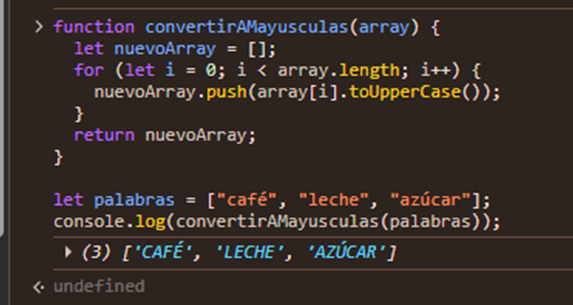 function convertirAMayusculas(array) {
  let nuevoArray = [];
  for (let i = 0; i < array.length; i++) {
    nuevoArray.push(array[i].toUpperCase());
  }
  return nuevoArray;
}

let palabras = ["café", "leche", "azúcar"];
console.log(convertirAMayusculas(palabras));
(3) ['CAFÉ', 'LECHE', 'AZÚCAR']
undefined